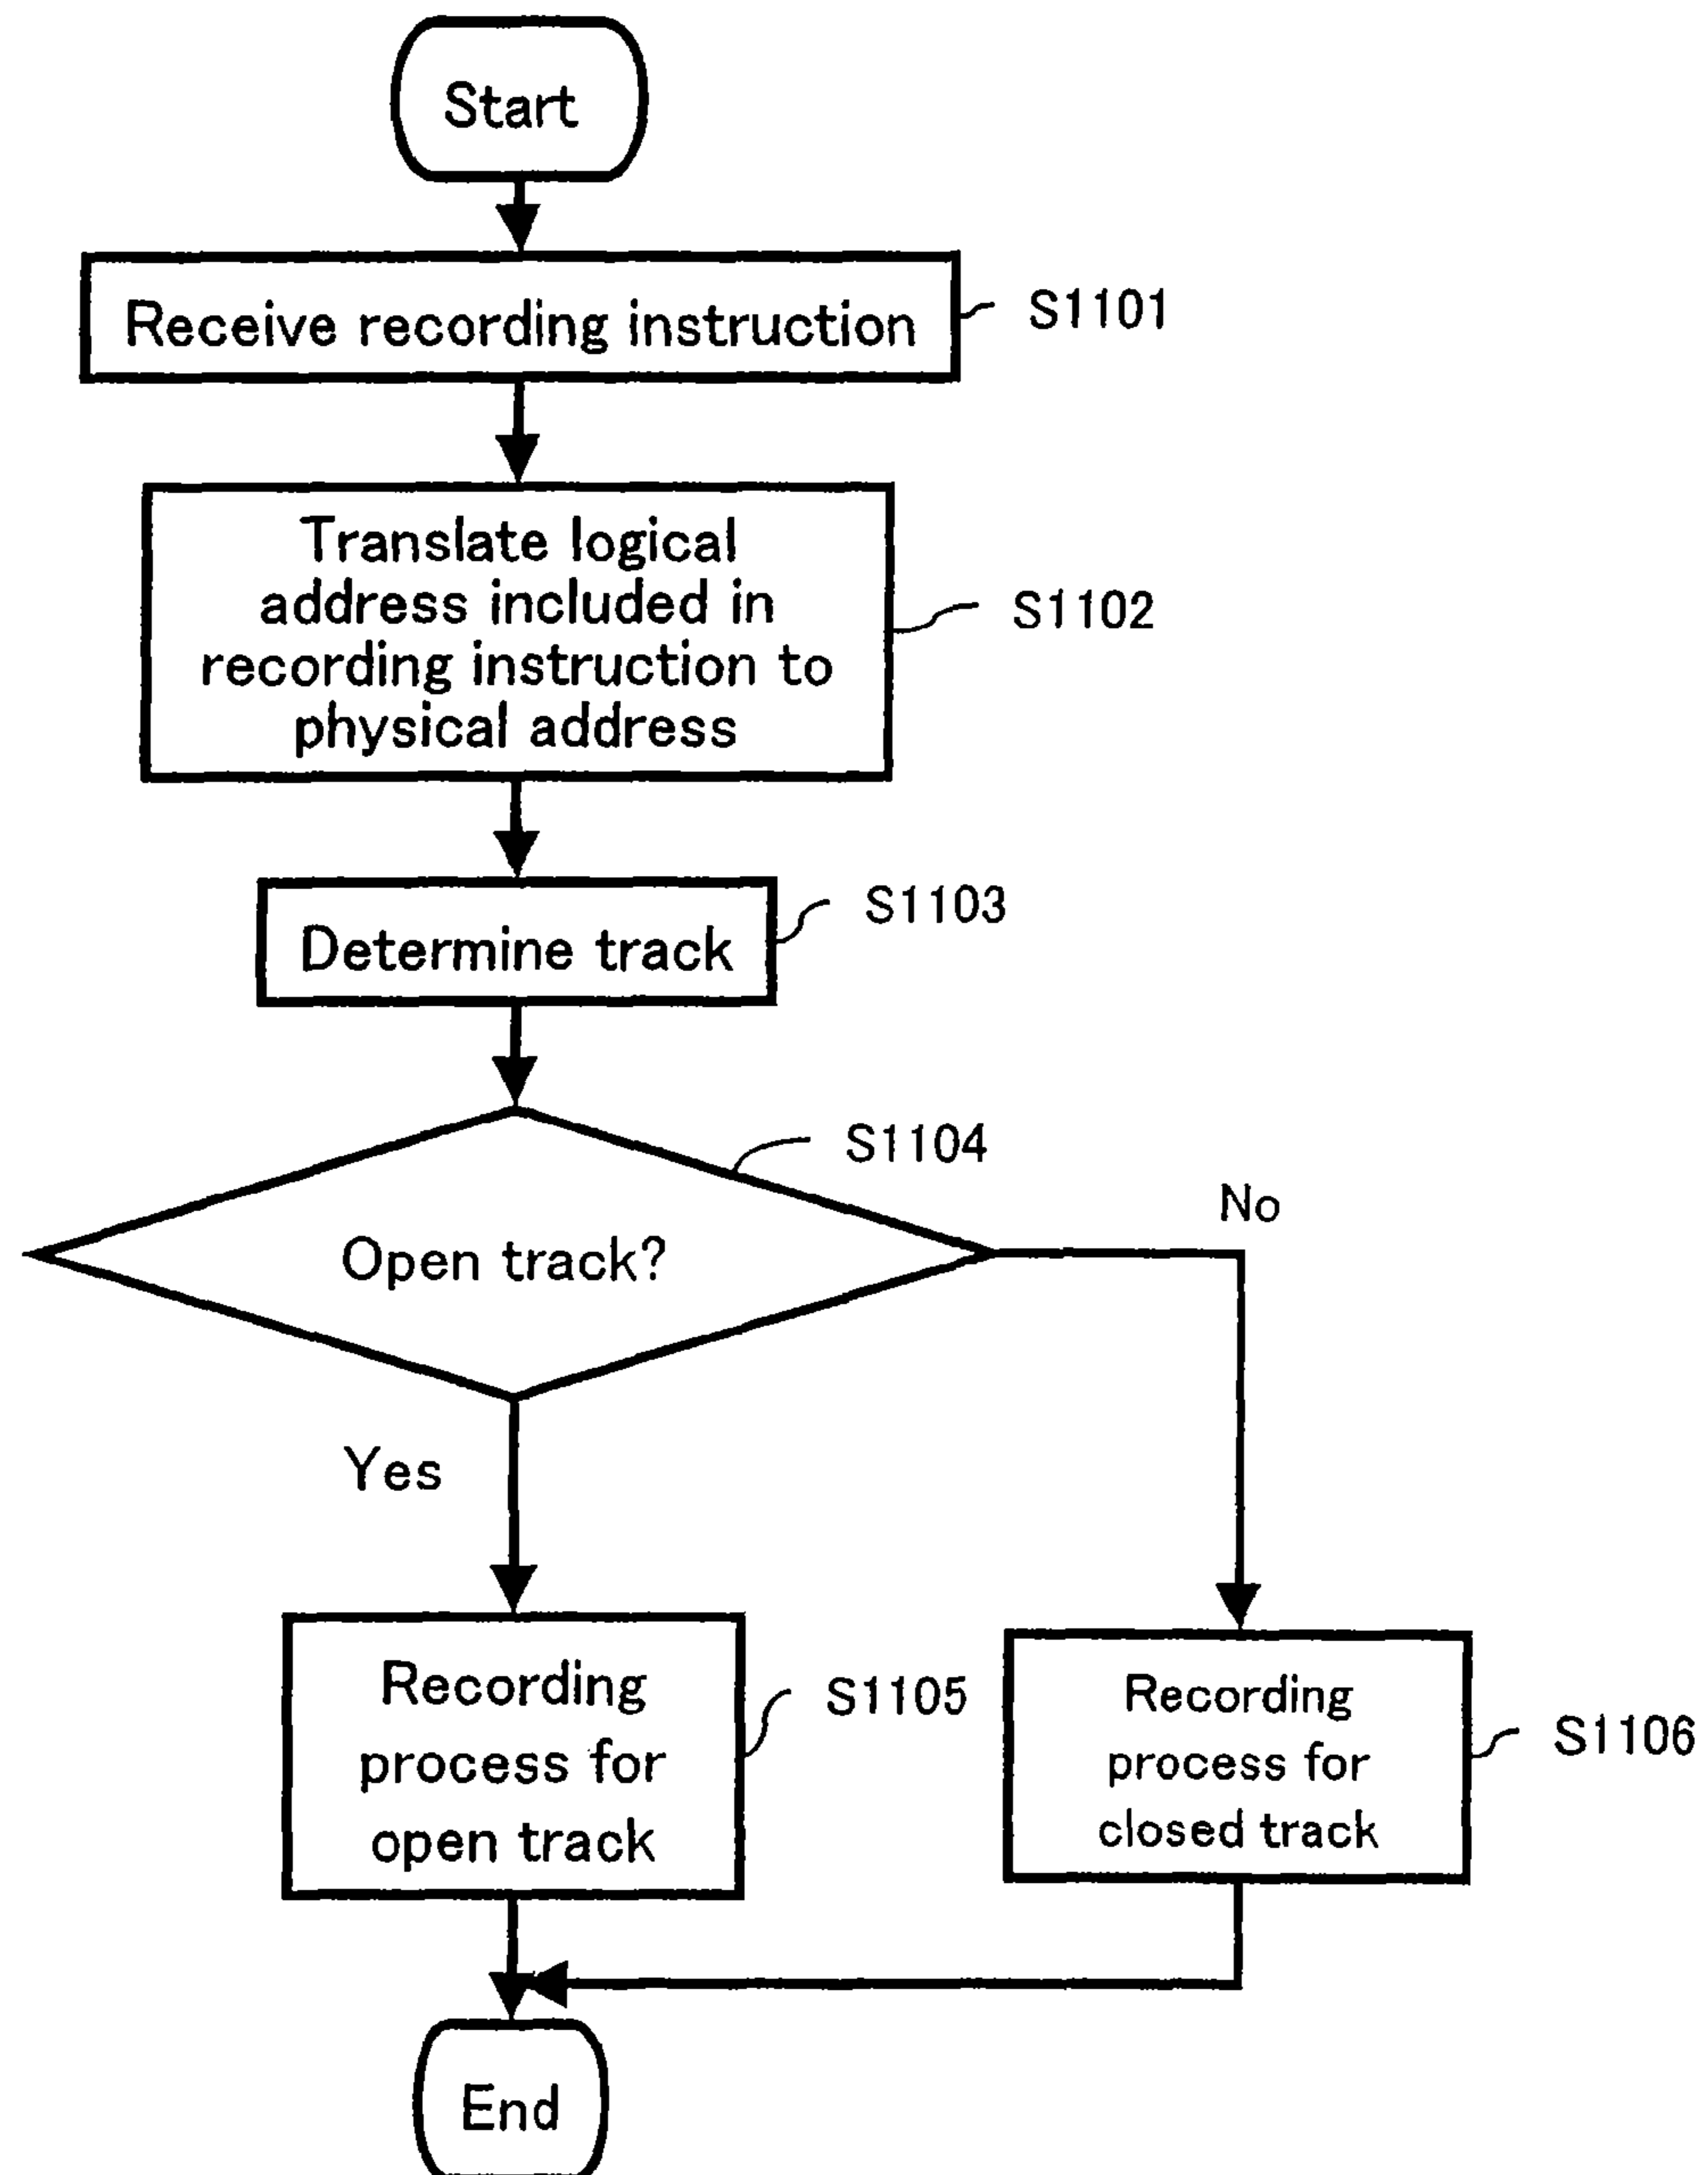 Start
Receive recording instruction
S1101
Translate logical
address included in
recording instruction to
physical address
S1102
Determine track
S1103
S1104
Open track?
No
Yes
Recording
process for
open track
S1105
Recording
process for
closed track
S1106
End